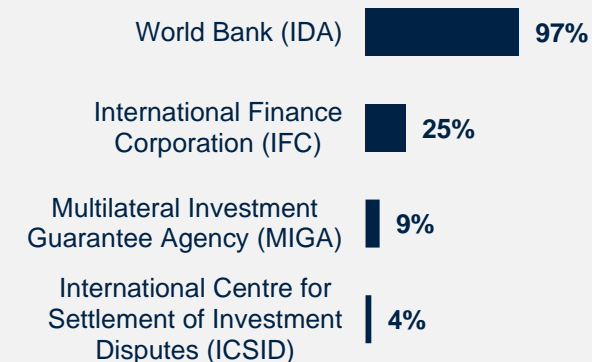 World Bank (IDA)
97%
International Finance
Corporation (IFC)
25%
Multilateral Investment
Guarantee Agency (MIGA)
9%
International Centre for
Settlement of Investment
Disputes (ICSID)
4%